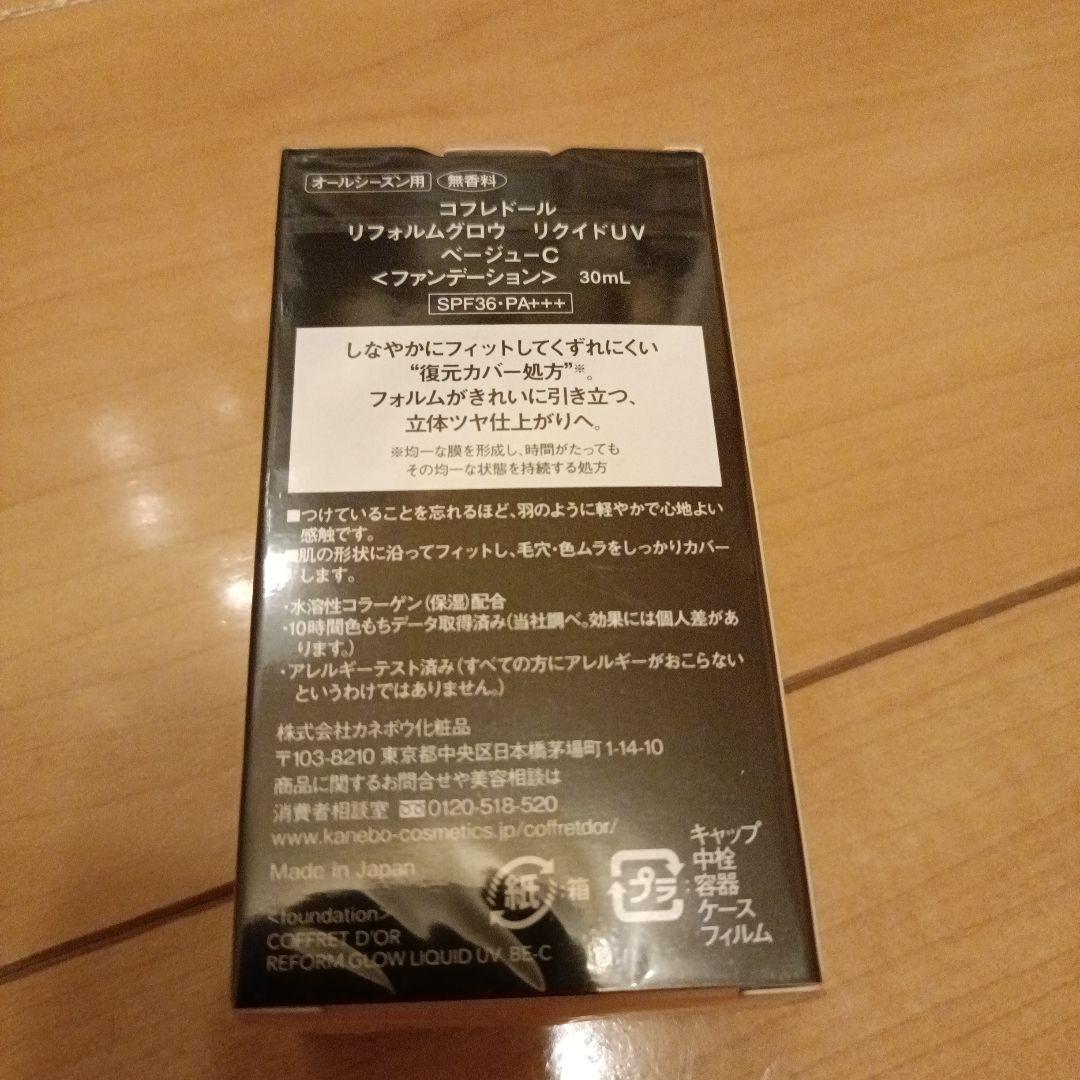 オールシーズン用 無香料
コフレドール
リフォルムグロウ リクイドUV
ベージュ－C
＜ファンデーション＞ 30mL
SPF36・PA+++
しなやかにフィットしてくずれにくい
“復元カバー処方”※。
フォルムがきれいに引き立つ、
立体ツヤ仕上がりへ。
※均一な膜を形成し、時間がたっても
その均一な状態を持続する処方
■つけていることを忘れるほど、羽のように軽やかで心地よい
感触です。
■肌の形状に沿ってフィットし、毛穴・色ムラをしっかりカバー
します。
・水溶性コラーゲン（保湿）配合
・10時間色もちデータ取得済み（当社調べ。効果には個人差があ
ります。）
・アレルギーテスト済み（すべての方にアレルギーがおこらない
というわけではありません。）
株式会社カネボウ化粧品
〒103-8210 東京都中央区日本橋茅場町1-14-10
商品に関するお問合せや美容相談は
消費者相談室 0120-518-520
www.kanebo-cosmetics.jp/coffretdor/
Made in Japan
紙：箱
プラ：
キャップ
中栓
容器
ケース
フィルム
<foundation>
COFFRET D'OR
REFORM GLOW LIQUID UV BE-C